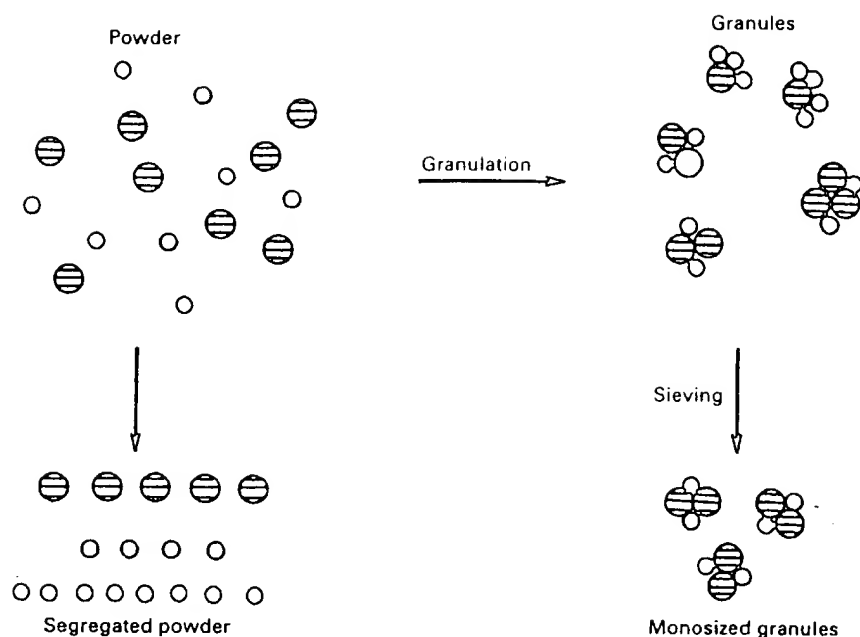 Powder
Granules
Granulation
Sieving
Segregated powder
Monosized granules